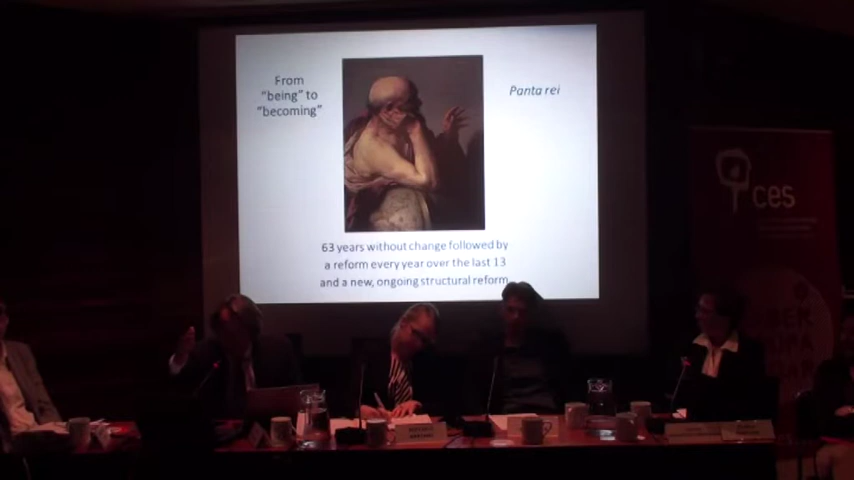 From
“being” to
“becoming”
Panta rei
63 years without change followed by
a reform every year over the last 13
and a new, ongoing structural reform
ces